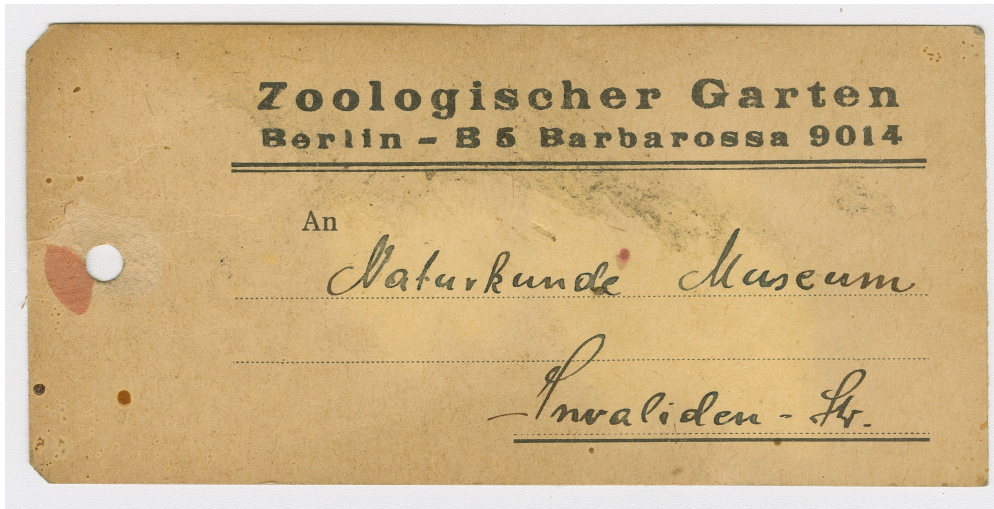 Zoologischer Garten
Berlin - B 5 Barbarossa 9014
An
Naturkunde Museum
Invaliden - Str.